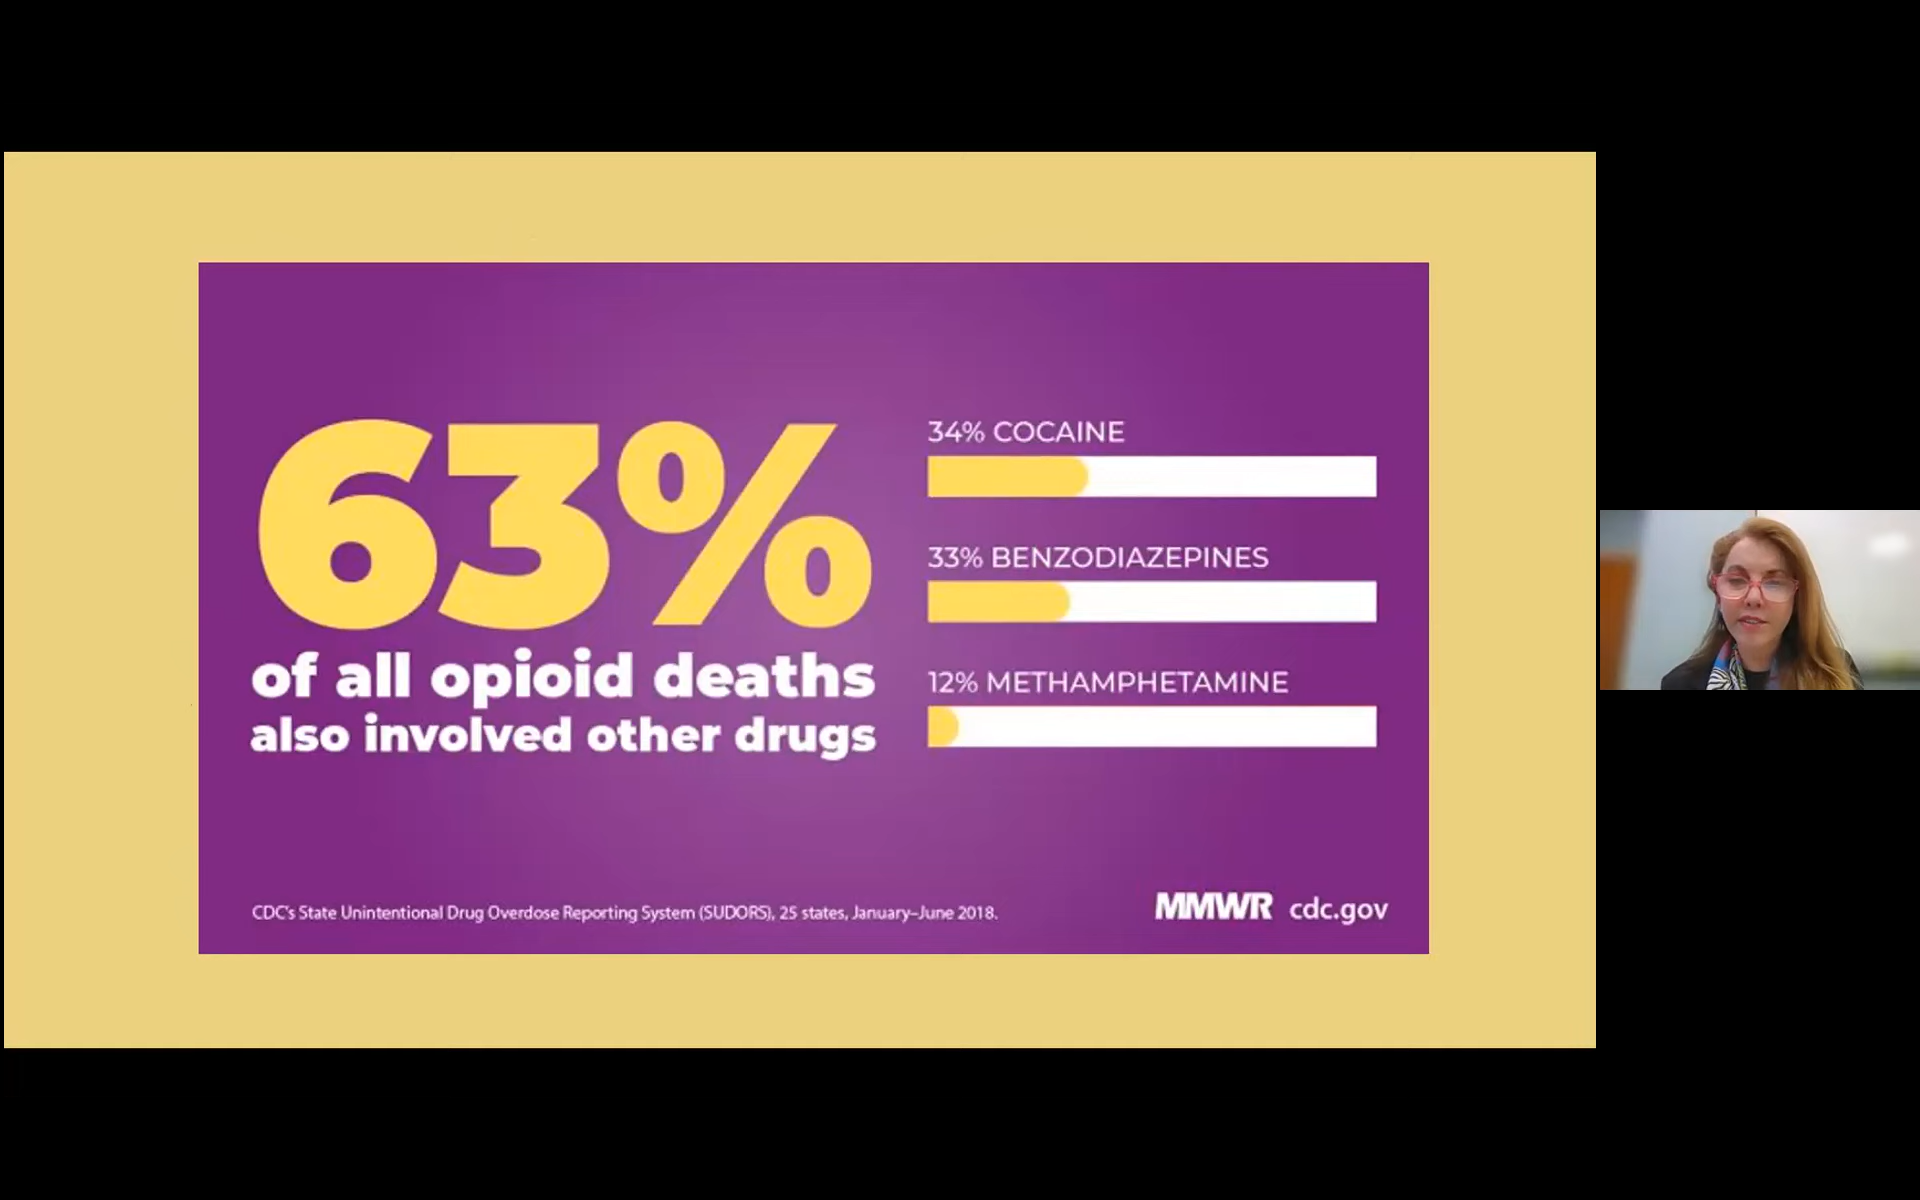 63%
of all opioid deaths
also involved other drugs
34% COCAINE
33% BENZODIAZEPINES
12% METHAMPHETAMINE
CDC's State Unintentional Drug Overdose Reporting System (SUDORS), 25 states, January–June 2018.
MMWR cdc.gov